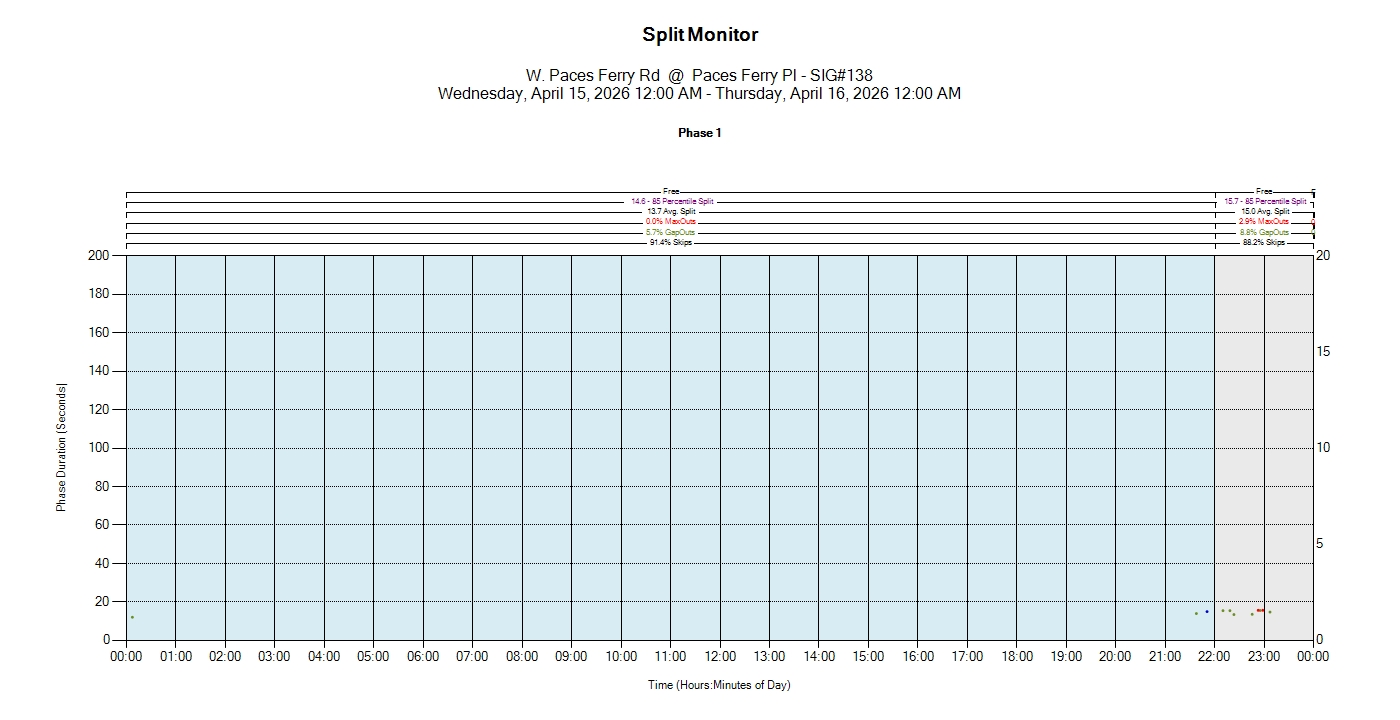 Split Monitor
W. Paces Ferry Rd @ Paces Ferry Pl - SIG#138
Wednesday, April 15, 2026 12:00 AM - Thursday, April 16, 2026 12:00 AM
Phase 1
Free Free
14.6 - 85 Percentile Split 15.7 - 85 Percentile Split
13.7 Avg. Split 15.0 Avg. Split
0.0% MaxOuts 2.9% MaxOuts
5.7% GapOuts 8.8% GapOuts
91.4% Skips 88.2% Skips
200 20
180
160
15
140
120
100 10
80
60
5
40
20
0 0
Phase Duration (Seconds)
00:00 01:00 02:00 03:00 04:00 05:00 06:00 07:00 08:00 09:00 10:00 11:00 12:00 13:00 14:00 15:00 16:00 17:00 18:00 19:00 20:00 21:00 22:00 23:00 00:00
Time (Hours:Minutes of Day)